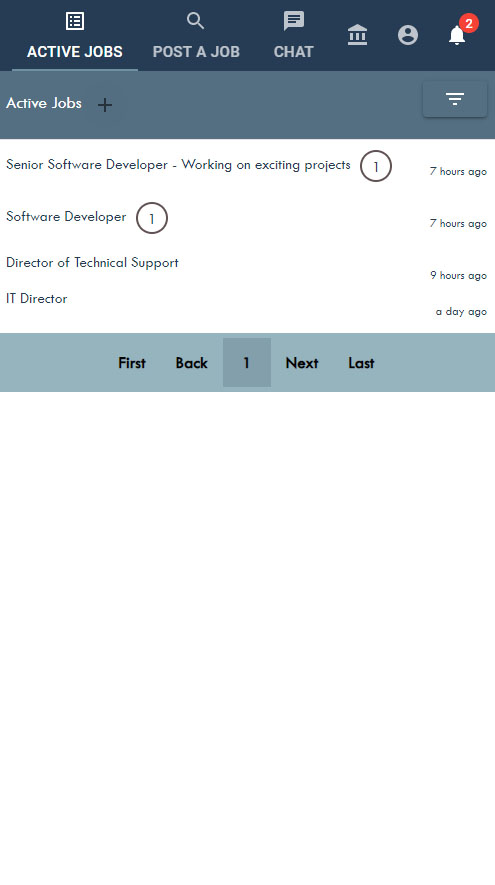 2
ACTIVE JOBS POST A JOB CHAT
Active Jobs
Senior Software Developer - Working on exciting projects 1 7 hours ago
Software Developer 1 7 hours ago
Director of Technical Support 9 hours ago
IT Director a day ago
First Back 1 Next Last